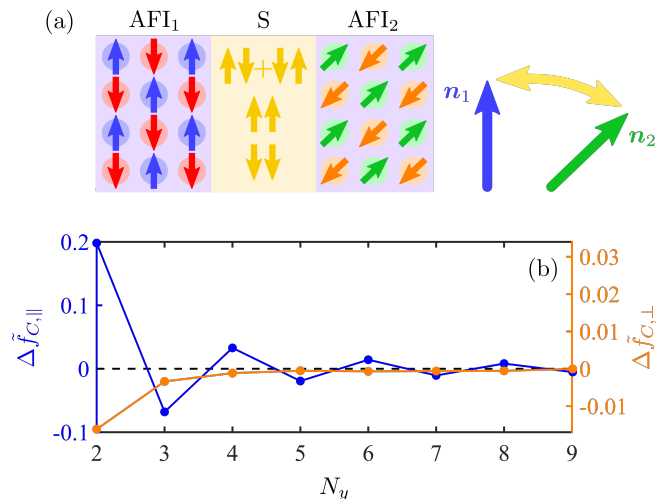 (a) AFI₁ S AFI₂
+
n₁
n₂
(b)
0.2
0.1
0
-0.1
Δf̃_{C,∥}
0.03
0.02
0.01
0
-0.01
Δf̃_{C,⊥}
2 3 4 5 6 7 8 9
N_y